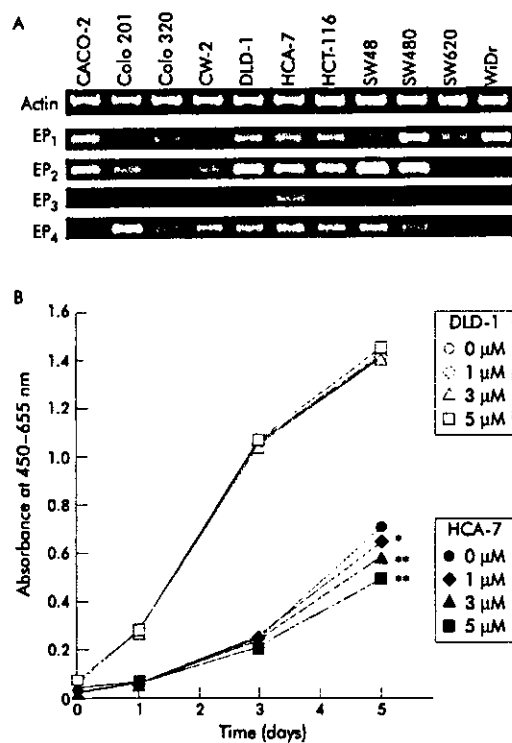 A
CACO-2 Colo 201 Colo 320 CW-2 DLD-1 HCA-7 HCT-116 SW48 SW480 SW620 WiDr
Actin
EP1
EP2
EP3
EP4
B
1.6
1.4
1.2
1.0
0.8
0.6
0.4
0.2
0
Absorbance at 450–655 nm
0 1 3 5
Time (days)
*
**
**
DLD-1
0 µM
1 µM
3 µM
5 µM
HCA-7
0 µM
1 µM
3 µM
5 µM